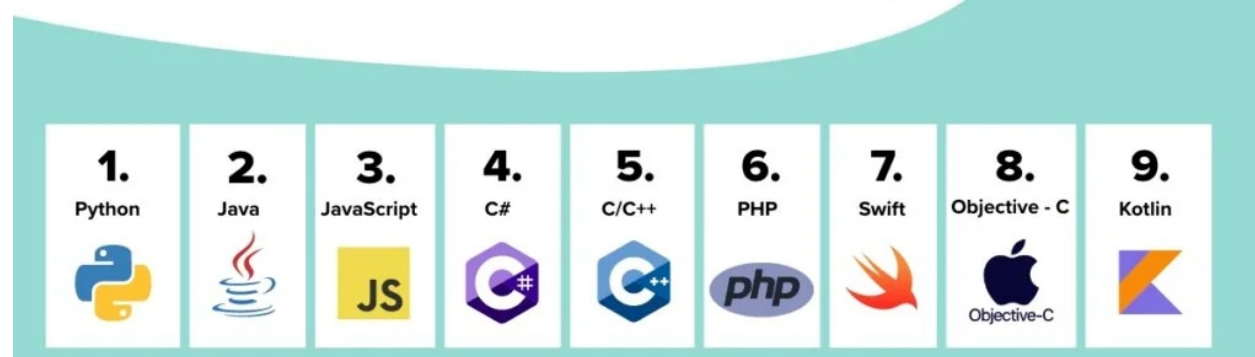 1.
Python
2.
Java
3.
JavaScript
JS
4.
C#
C#
5.
C/C++
C++
6.
PHP
php
7.
Swift
8.
Objective - C
Objective-C
9.
Kotlin